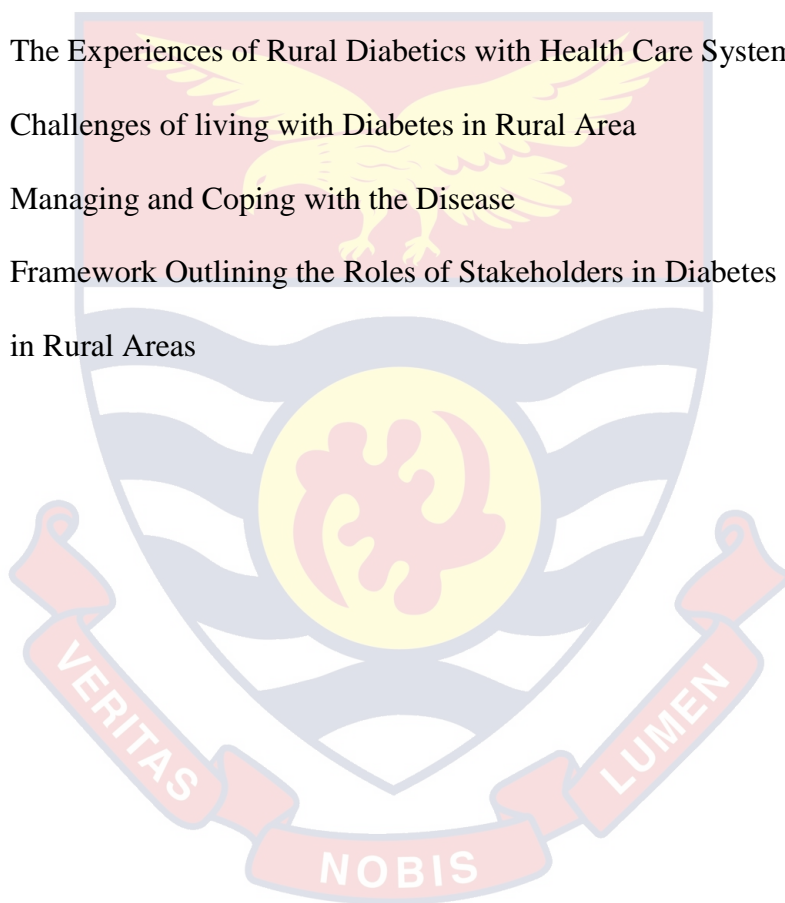 The Experiences of Rural Diabetics with Health Care System
Challenges of living with Diabetes in Rural Area
Managing and Coping with the Disease
Framework Outlining the Roles of Stakeholders in Diabetes
in Rural Areas
VERITAS
NOBIS
LUMEN